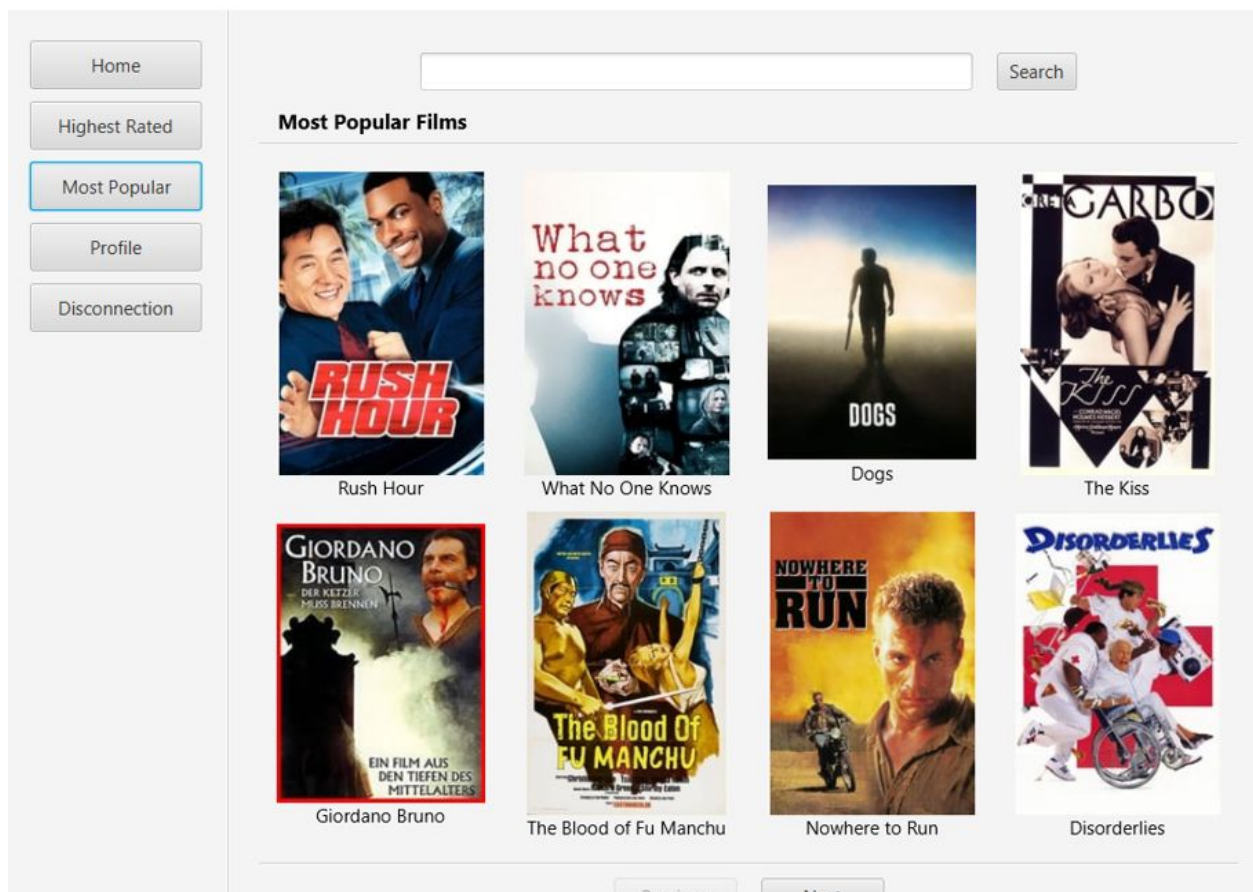 Home
Search
Highest Rated
Most Popular Films
Most Popular
Profile
Disconnection
RUSH
HOUR
Rush Hour
What
no one
knows
What No One Knows
DOGS
Dogs
GRETA
GARBO
The
Kiss
The Kiss
GIORDANO
BRUNO
DER KETZER
MUSS BRENNEN
EIN FILM AUS
DEN TIEFEN DES
MITTELALTERS
Giordano Bruno
The Blood Of
FU MANCHU
The Blood of Fu Manchu
NOWHERE
TO
RUN
Nowhere to Run
DISORDERLIES
Disorderlies